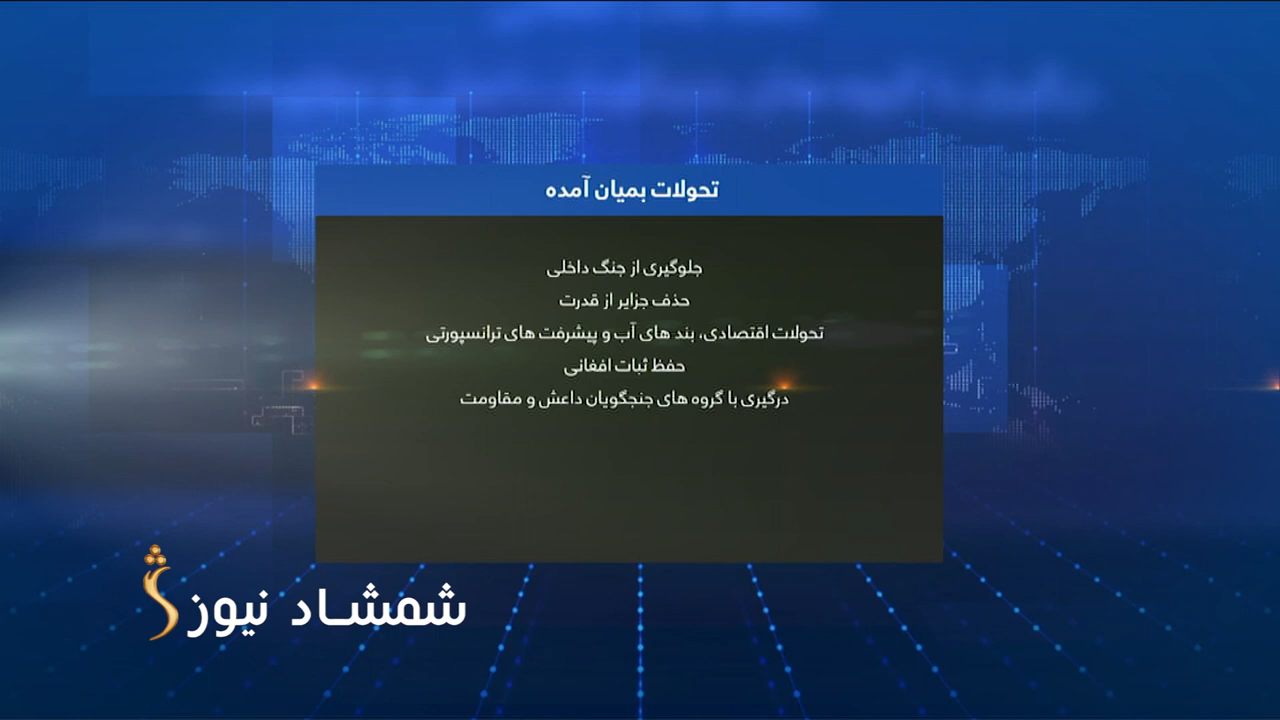 تحولات بمیان آمده
جلوگیری از جنگ داخلی
حذف جزایر از قدرت
تحولات اقتصادی، بند های آب و پیشرفت های ترانسپورتی
حفظ ثبات افغانی
درگیری با گروه های جنجگویان داعش و مقاومت
شمشاد نیوز